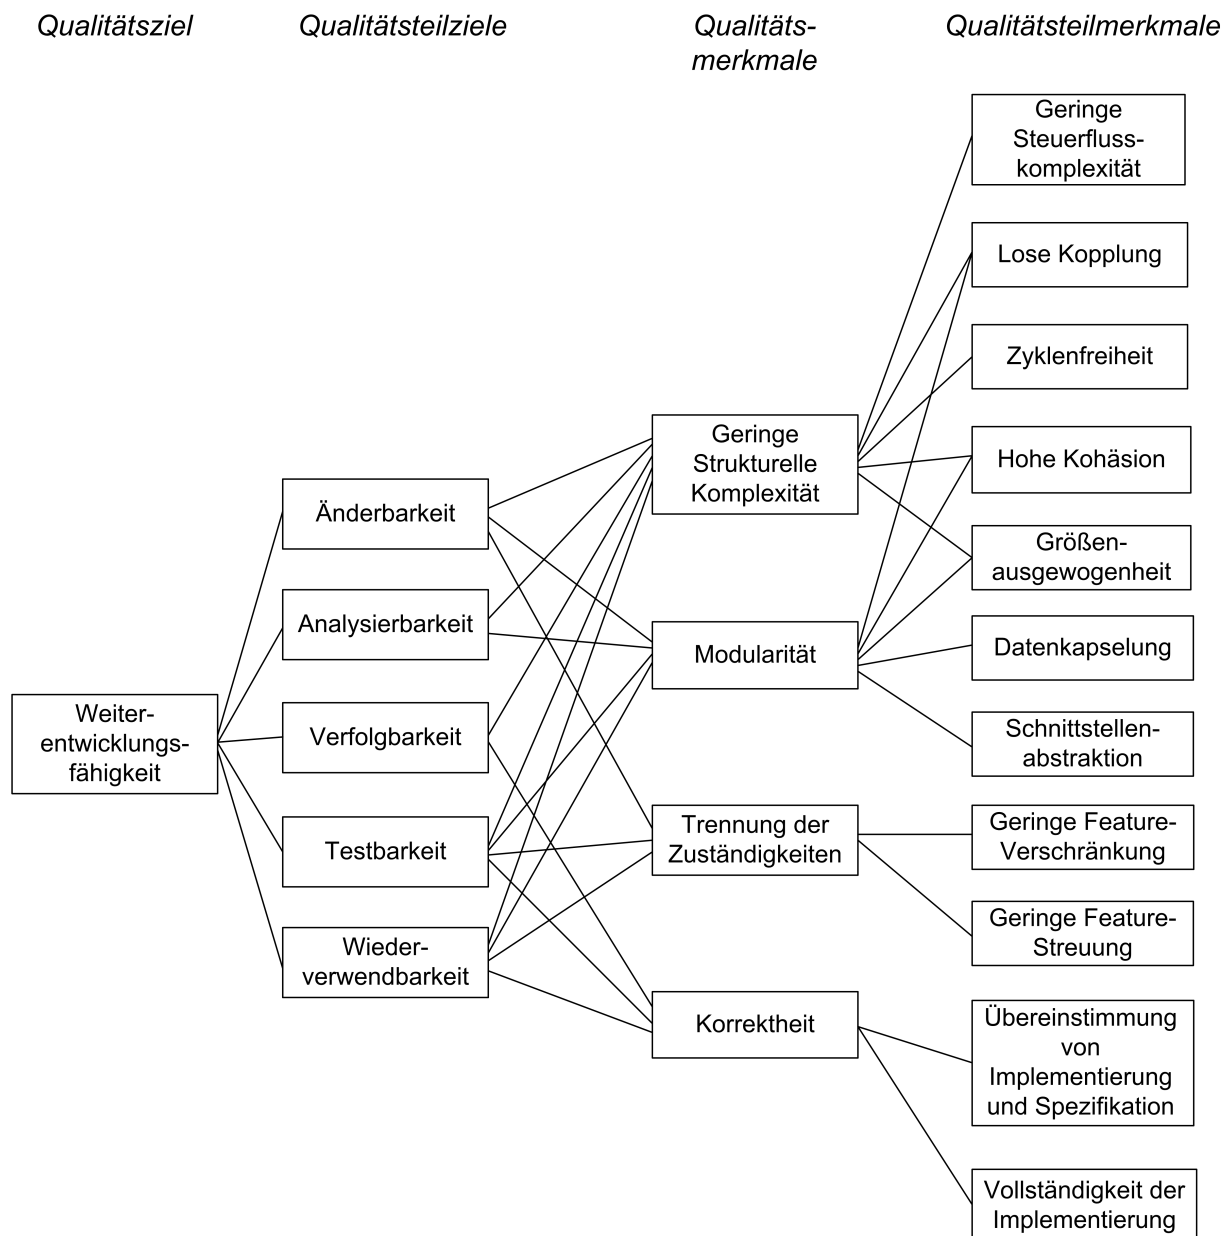 Qualitätsziel
Qualitätsteilziele
Qualitäts-
merkmale
Qualitätsteilmerkmale
Weiter-
entwicklungs-
fähigkeit
Änderbarkeit
Analysierbarkeit
Verfolgbarkeit
Testbarkeit
Wieder-
verwendbarkeit
Geringe
Strukturelle
Komplexität
Modularität
Trennung der
Zuständigkeiten
Korrektheit
Geringe
Steuerfluss-
komplexität
Lose Kopplung
Zyklenfreiheit
Hohe Kohäsion
Größen-
ausgewogenheit
Datenkapselung
Schnittstellen-
abstraktion
Geringe Feature-
Verschränkung
Geringe Feature-
Streuung
Übereinstimmung
von
Implementierung
und Spezifikation
Vollständigkeit der
Implementierung